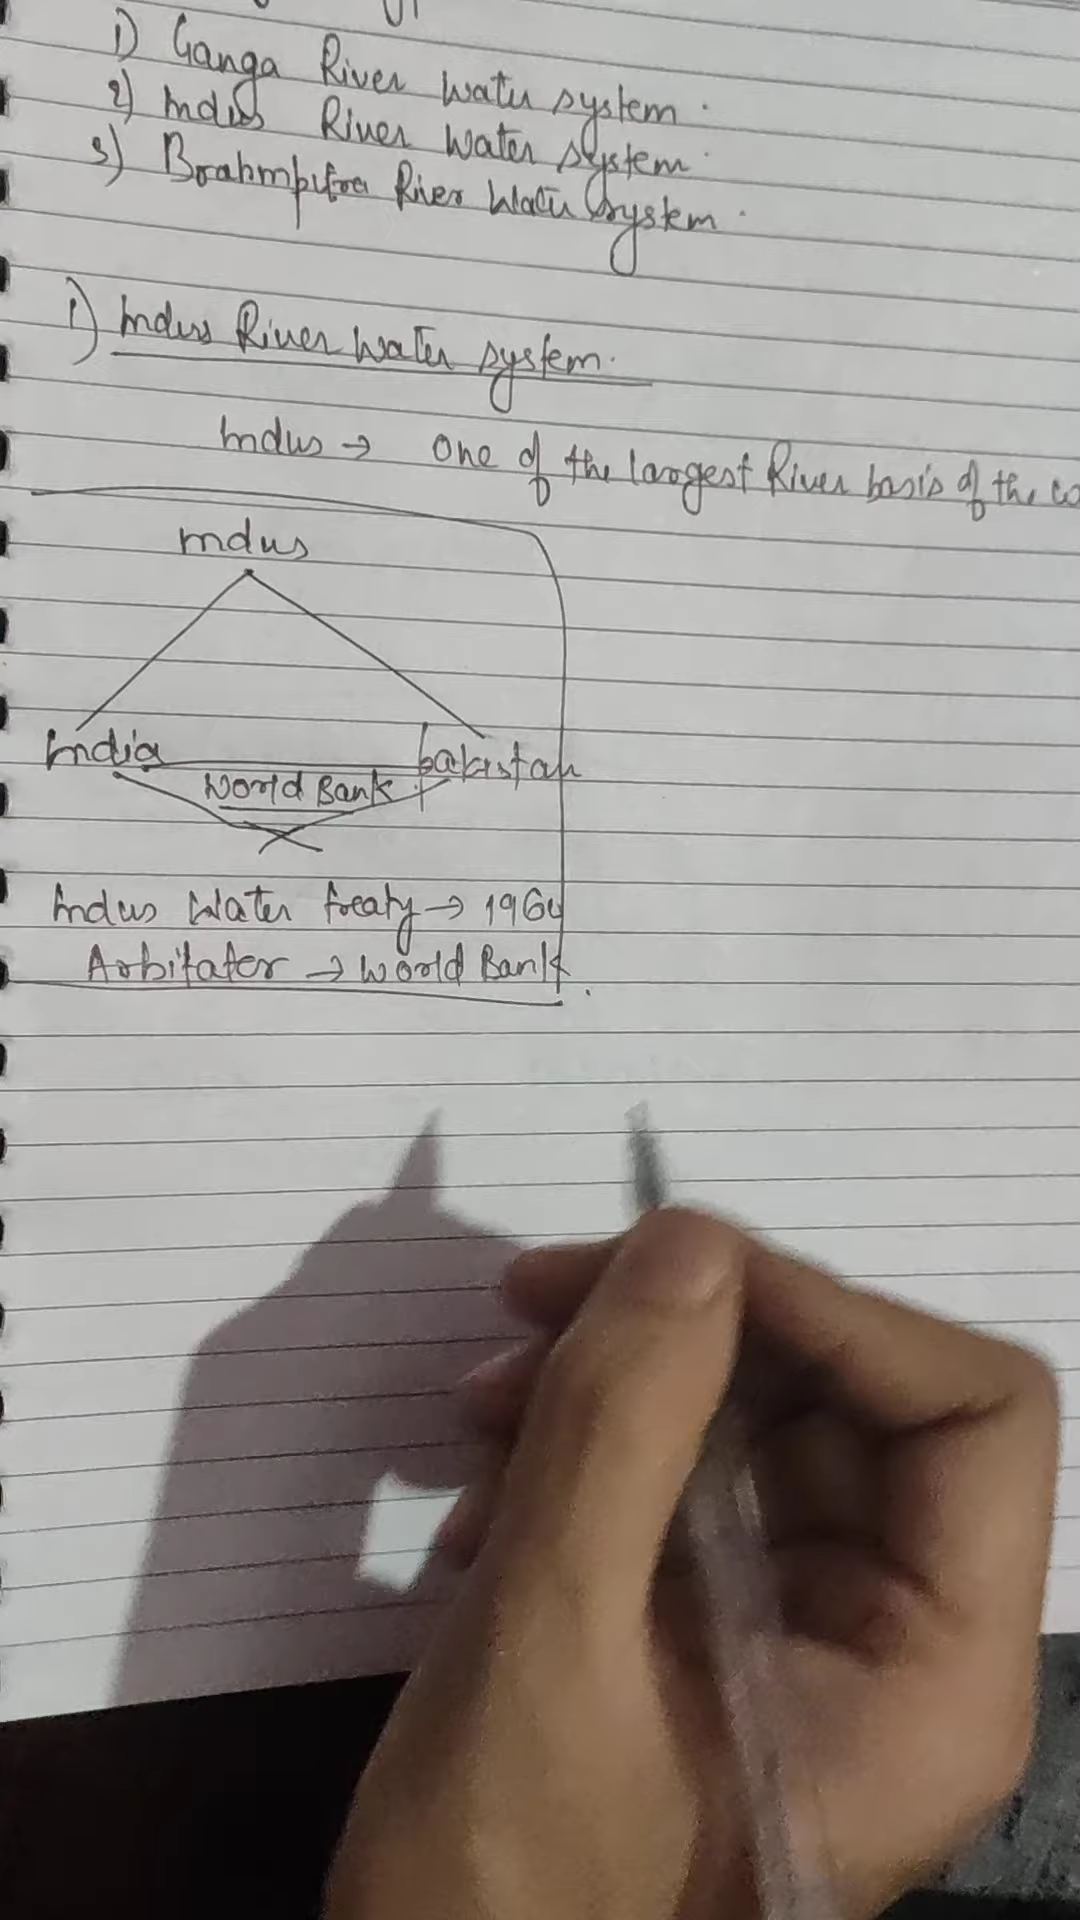 1) Ganga River Water system.
2) Indus River Water System.
3) Brahmputra River Water System.
1) Indus River Water system.
Indus → One of the largest River basis of the co
Indus
India Pakistan
World Bank
Indus Water Treaty → 1960
Arbitater → World Bank.